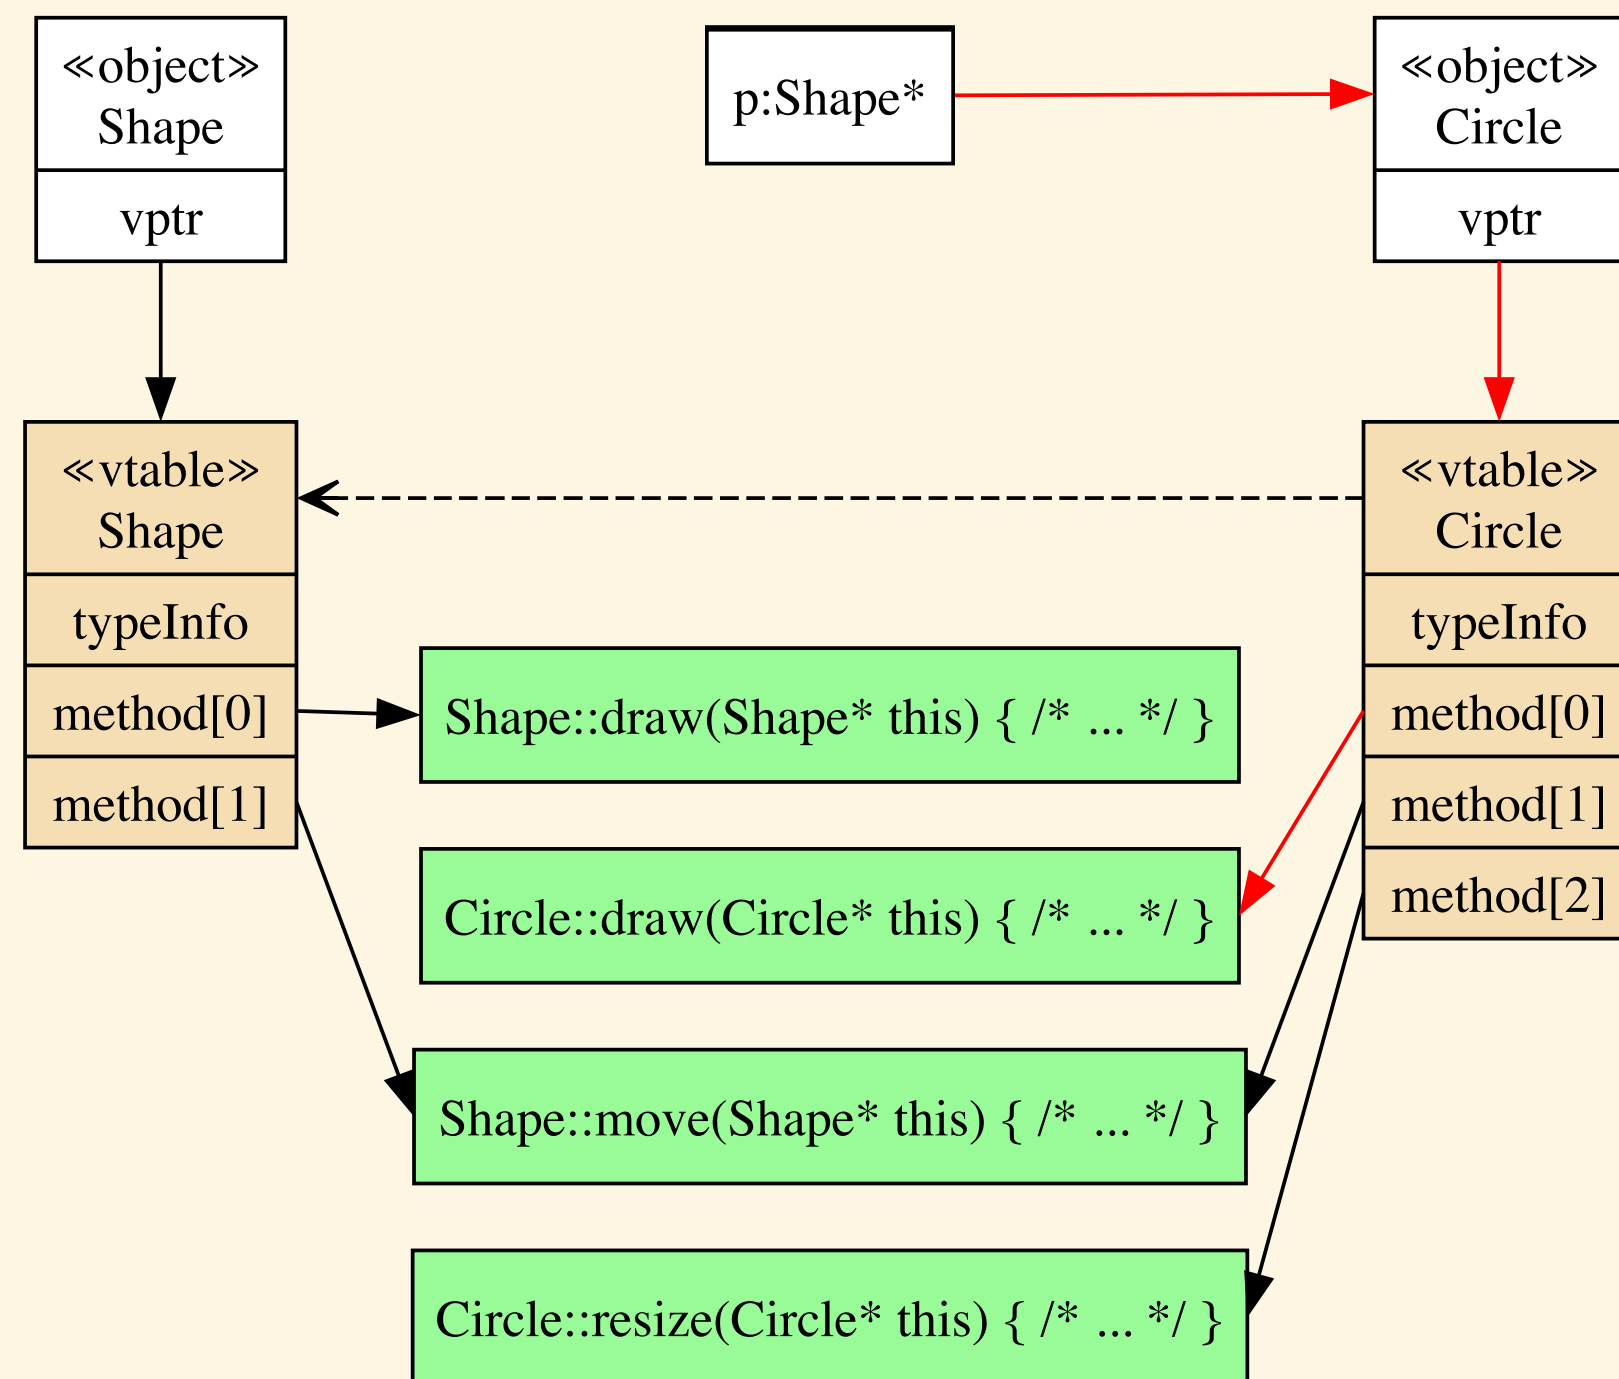 ≪object≫
Shape
vptr
p:Shape*
≪object≫
Circle
vptr
≪vtable≫
Shape
typeInfo
method[0]
method[1]
≪vtable≫
Circle
typeInfo
method[0]
method[1]
method[2]
Shape::draw(Shape* this) { /* ... */ }
Circle::draw(Circle* this) { /* ... */ }
Shape::move(Shape* this) { /* ... */ }
Circle::resize(Circle* this) { /* ... */ }